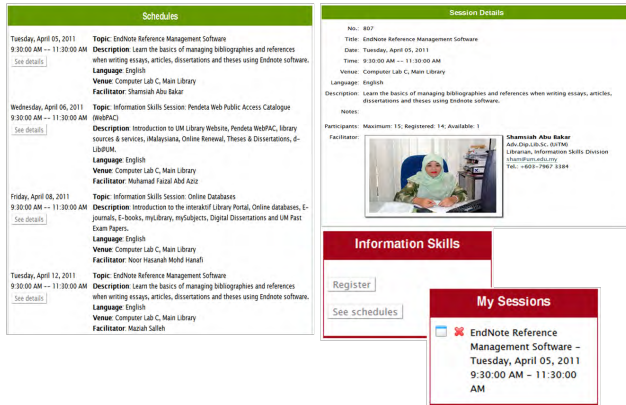 Schedules
Tuesday, April 05, 2011
9:30:00 AM -- 11:30:00 AM
See details
Topic: EndNote Reference Management Software
Description: Learn the basics of managing bibliographies and references
when writing essays, articles, dissertations and theses using Endnote software.
Language: English
Venue: Computer Lab C, Main Library
Facilitator: Shamsiah Abu Bakar
Wednesday, April 06, 2011
9:30:00 AM -- 11:30:00 AM
See details
Topic: Information Skills Session: Pendeta Web Public Access Catalogue
(WebPAC)
Description: Introduction to UM Library Website, Pendeta WebPAC, library
sources & services, iMalaysiana, Online Renewal, Theses & Dissertations, d-
LibPUM.
Language: English
Venue: Computer Lab C, Main Library
Facilitator: Muhamad Faizal Abd Aziz
Friday, April 08, 2011
9:30:00 AM -- 11:30:00 AM
See details
Topic: Information Skills Session: Online Databases
Description: Introduction to the interaktif Library Portal, Online databases, E-
journals, E-books, myLibrary, mySubjects, Digital Dissertations and UM Past
Exam Papers.
Language: English
Venue: Computer Lab C, Main Library
Facilitator: Noor Hasanah Mohd Hanafi
Tuesday, April 12, 2011
9:30:00 AM -- 11:30:00 AM
See details
Topic: EndNote Reference Management Software
Description: Learn the basics of managing bibliographies and references
when writing essays, articles, dissertations and theses using Endnote software.
Language: English
Venue: Computer Lab C, Main Library
Facilitator: Maziah Salleh
Session Details
No.: 807
Title: EndNote Reference Management Software
Date: Tuesday, April 05, 2011
Time: 9:30:00 AM -- 11:30:00 AM
Venue: Computer Lab C, Main Library
Language: English
Description: Learn the basics of managing bibliographies and references when writing essays, articles,
dissertations and theses using Endnote software.
Notes:
Participants: Maximum: 15; Registered: 14; Available: 1
Facilitator:
Shamsiah Abu Bakar
Adv.Dip.Lib.Sc. (UiTM)
Librarian, Information Skills Division
sham@um.edu.my
Tel.: +603-7967 3384
Information Skills
Register
See schedules
My Sessions
EndNote Reference
Management Software -
Tuesday, April 05, 2011
9:30:00 AM - 11:30:00
AM